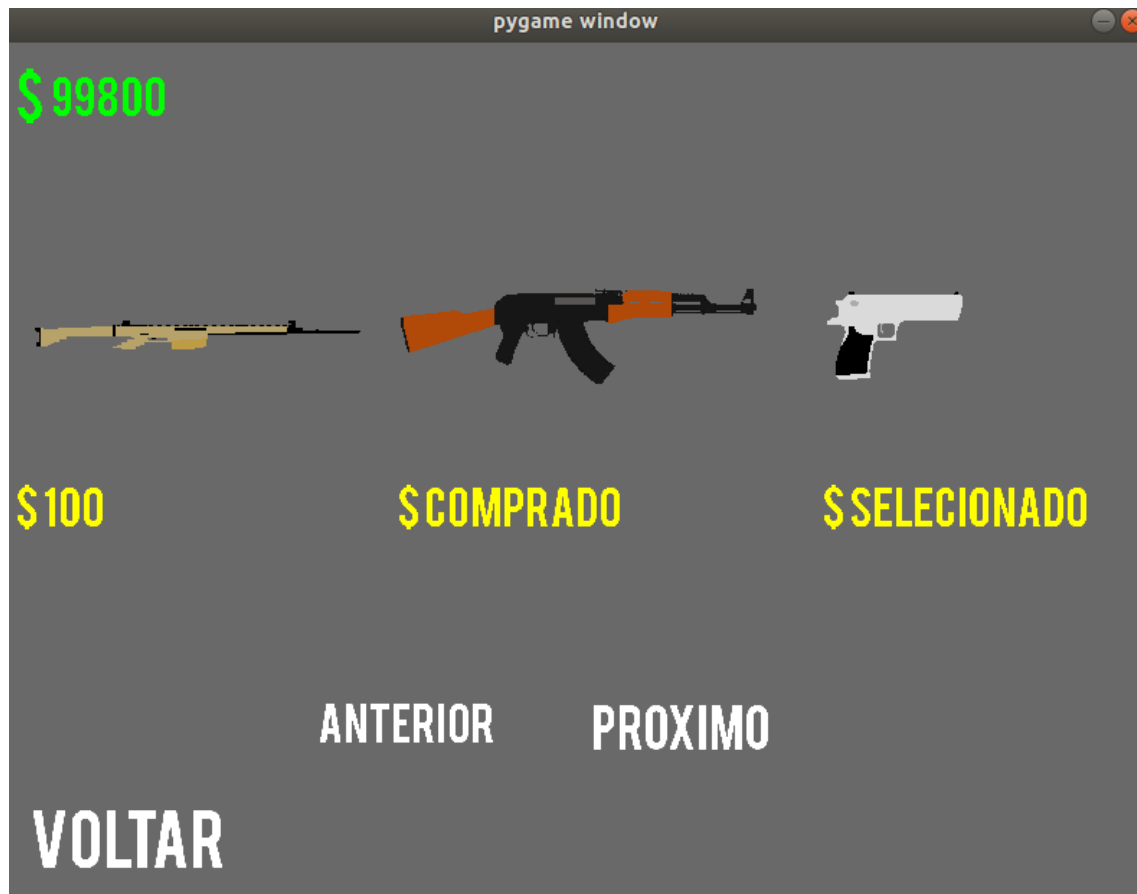 pygame window
$ 99800
$ 100
$ COMPRADO
$ SELECIONADO
ANTERIOR
PROXIMO
VOLTAR